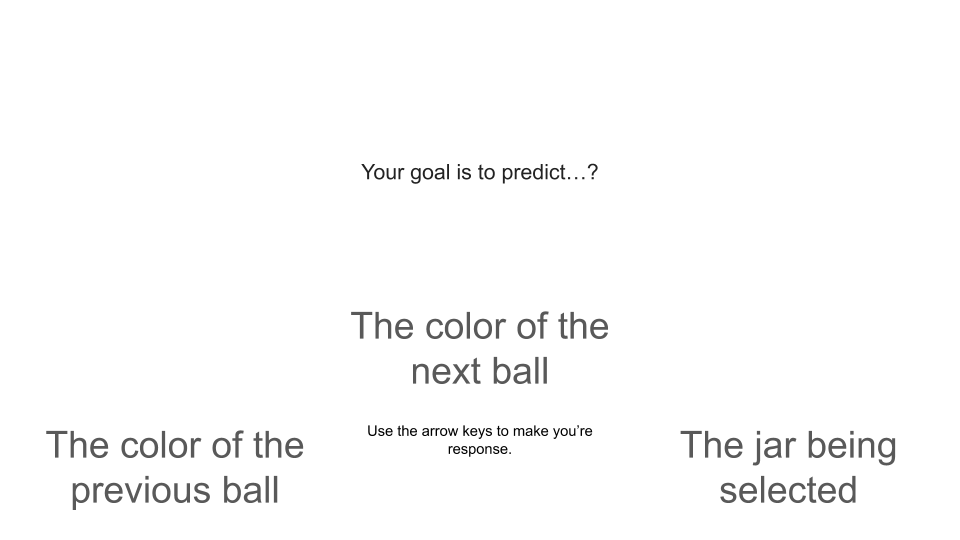 Your goal is to predict…?
The color of the
next ball
Use the arrow keys to make you’re
response.
The color of the
previous ball
The jar being
selected